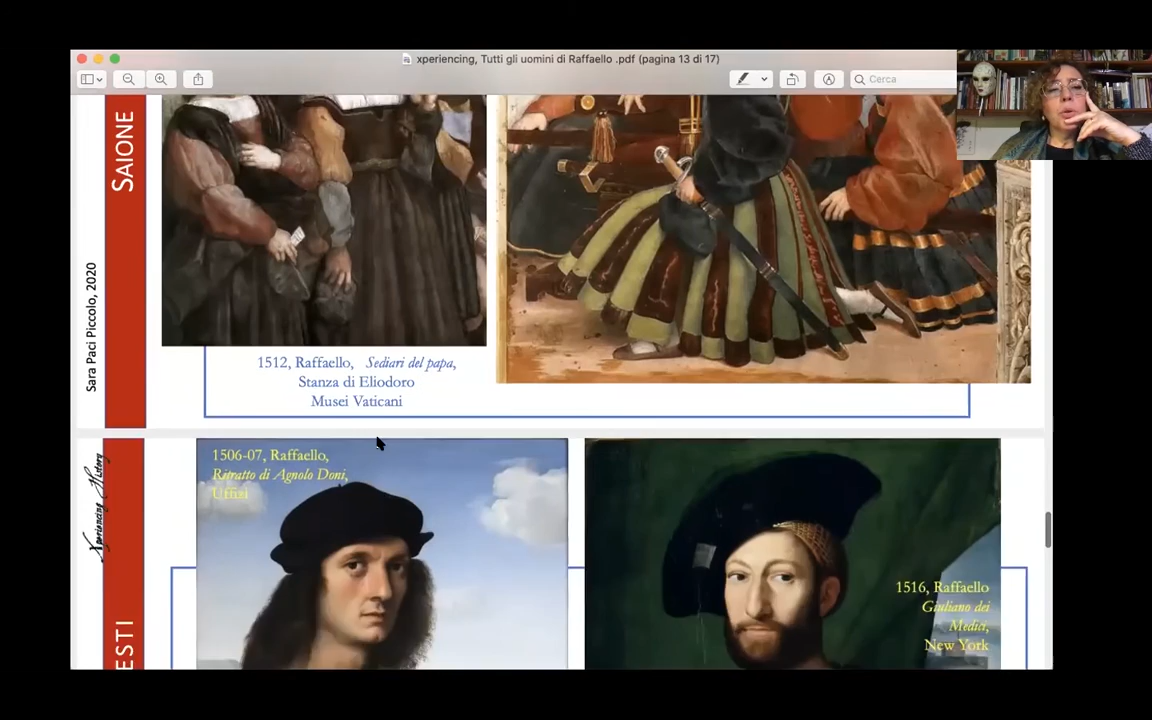 xperiencing, Tutti gli uomini di Raffaello .pdf (pagina 13 di 17)
Cerca
SAIONE
Sara Paci Piccolo, 2020
1512, Raffaello, Sediari del papa,
Stanza di Eliodoro
Musei Vaticani
Xperiencing History
ESTI
1506-07, Raffaello,
Ritratto di Agnolo Doni,
Uffizi
1516, Raffaello
Giuliano dei
Medici,
New York